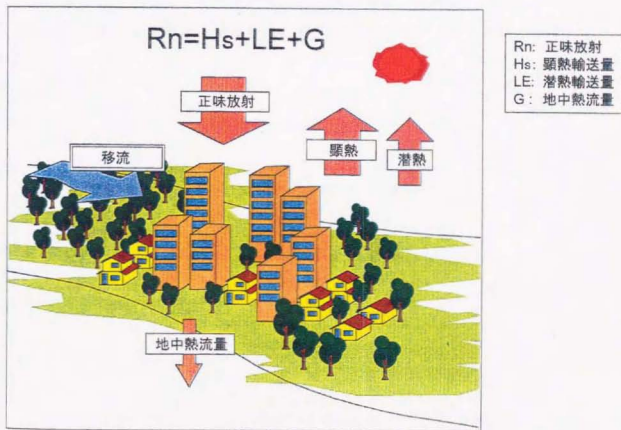 Rn=Hs+LE+G
正味放射
顕熱
潜熱
移流
地中熱流量
Rn: 正味放射
Hs: 顕熱輸送量
LE: 潜熱輸送量
G : 地中熱流量